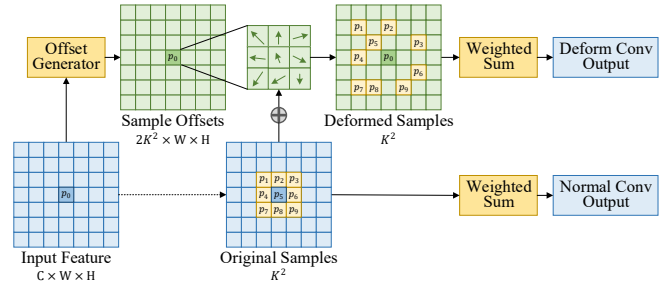 Offset
Generator
p₀
Sample Offsets
2K² × W × H
p₁ p₂
p₅ p₃
p₄ p₀
p₆
p₇ p₈ p₉
Deformed Samples
K²
Weighted
Sum
Deform Conv
Output
p₀
Input Feature
C × W × H
p₁ p₂ p₃
p₄ p₅ p₆
p₇ p₈ p₉
Original Samples
K²
Weighted
Sum
Normal Conv
Output